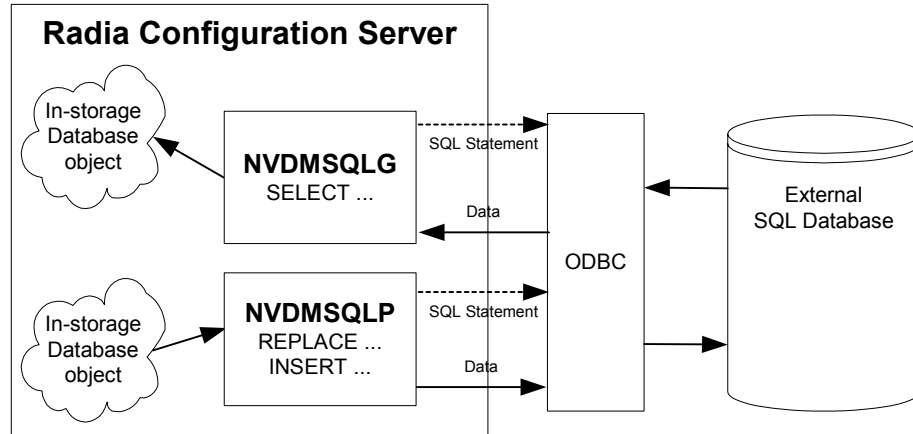 Radia Configuration Server
In-storage
Database
object
NVDMSQLG
SELECT ...
SQL Statement
Data
ODBC
External
SQL Database
In-storage
Database
object
NVDMSQLP
REPLACE ...
INSERT ...
SQL Statement
Data